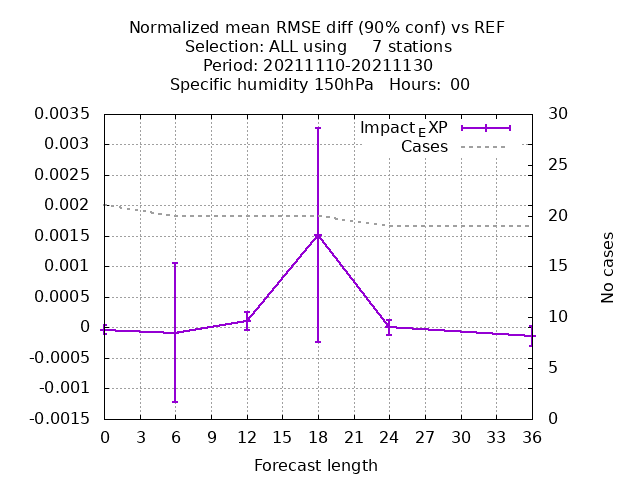 Normalized mean RMSE diff (90% conf) vs REF
Selection: ALL using     7 stations
Period: 20211110-20211130
Specific humidity 150hPa   Hours:  00
Impact_EXP
Cases
0.0035
0.003
0.0025
0.002
0.0015
0.001
0.0005
0
-0.0005
-0.001
-0.0015
30
25
20
15
10
5
0
No cases
0 3 6 9 12 15 18 21 24 27 30 33 36
Forecast length